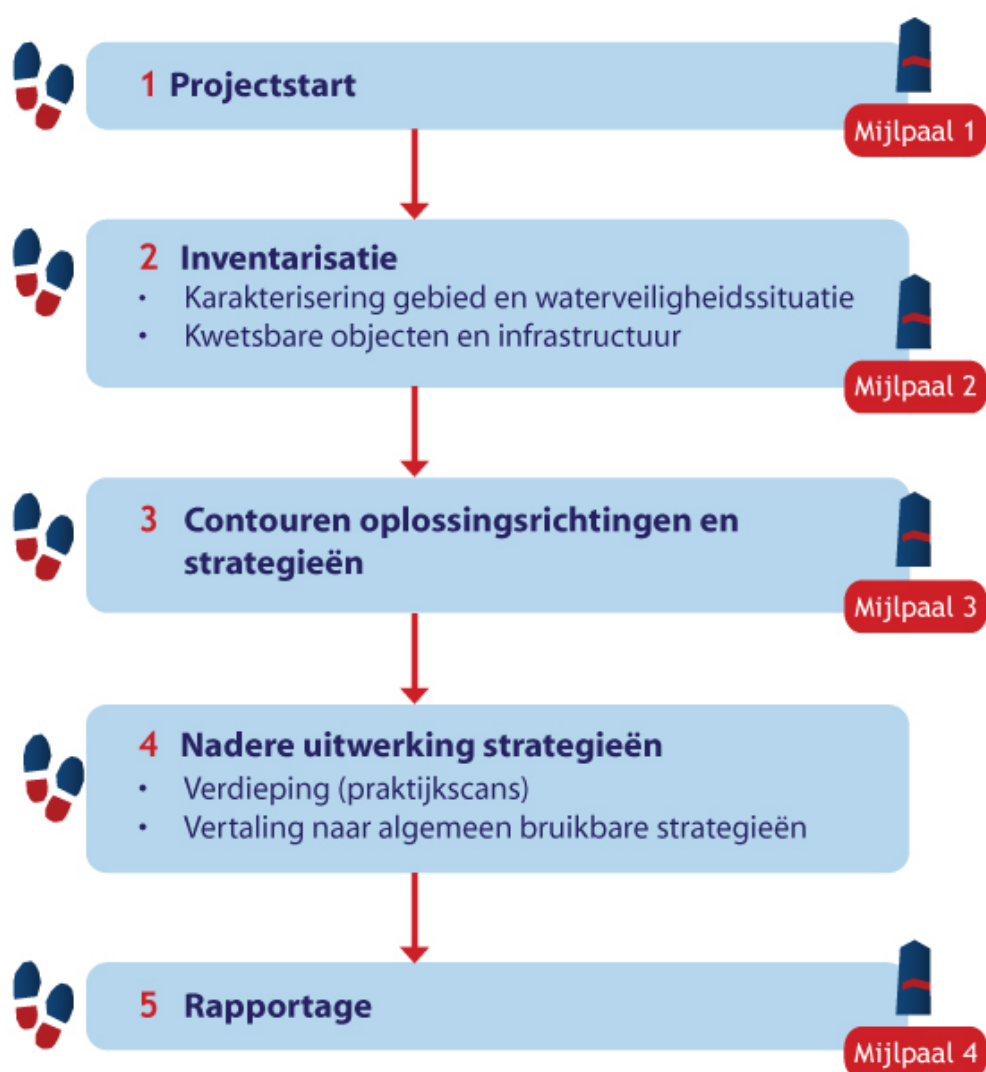 1 Projectstart
Mijlpaal 1
2 Inventarisatie
• Karakterisering gebied en waterveiligheidssituatie
• Kwetsbare objecten en infrastructuur
Mijlpaal 2
3 Contouren oplossingsrichtingen en
strategieën
Mijlpaal 3
4 Nadere uitwerking strategieën
• Verdieping (praktijkscans)
• Vertaling naar algemeen bruikbare strategieën
5 Rapportage
Mijlpaal 4